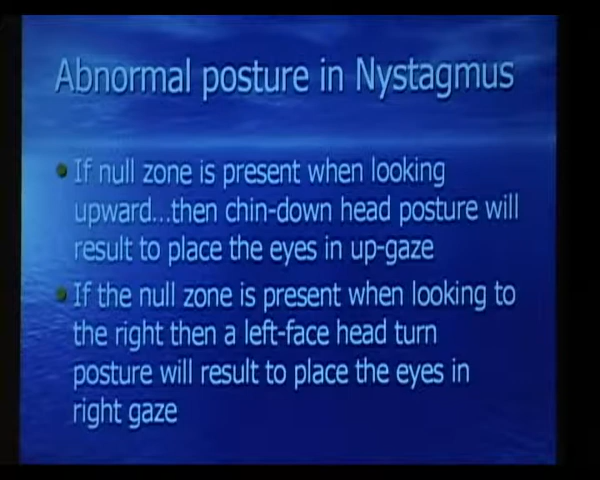 Abnormal posture in Nystagmus
• If null zone is present when looking
upward...then chin-down head posture will
result to place the eyes in up-gaze
• If the null zone is present when looking to
the right then a left-face head turn
posture will result to place the eyes in
right gaze